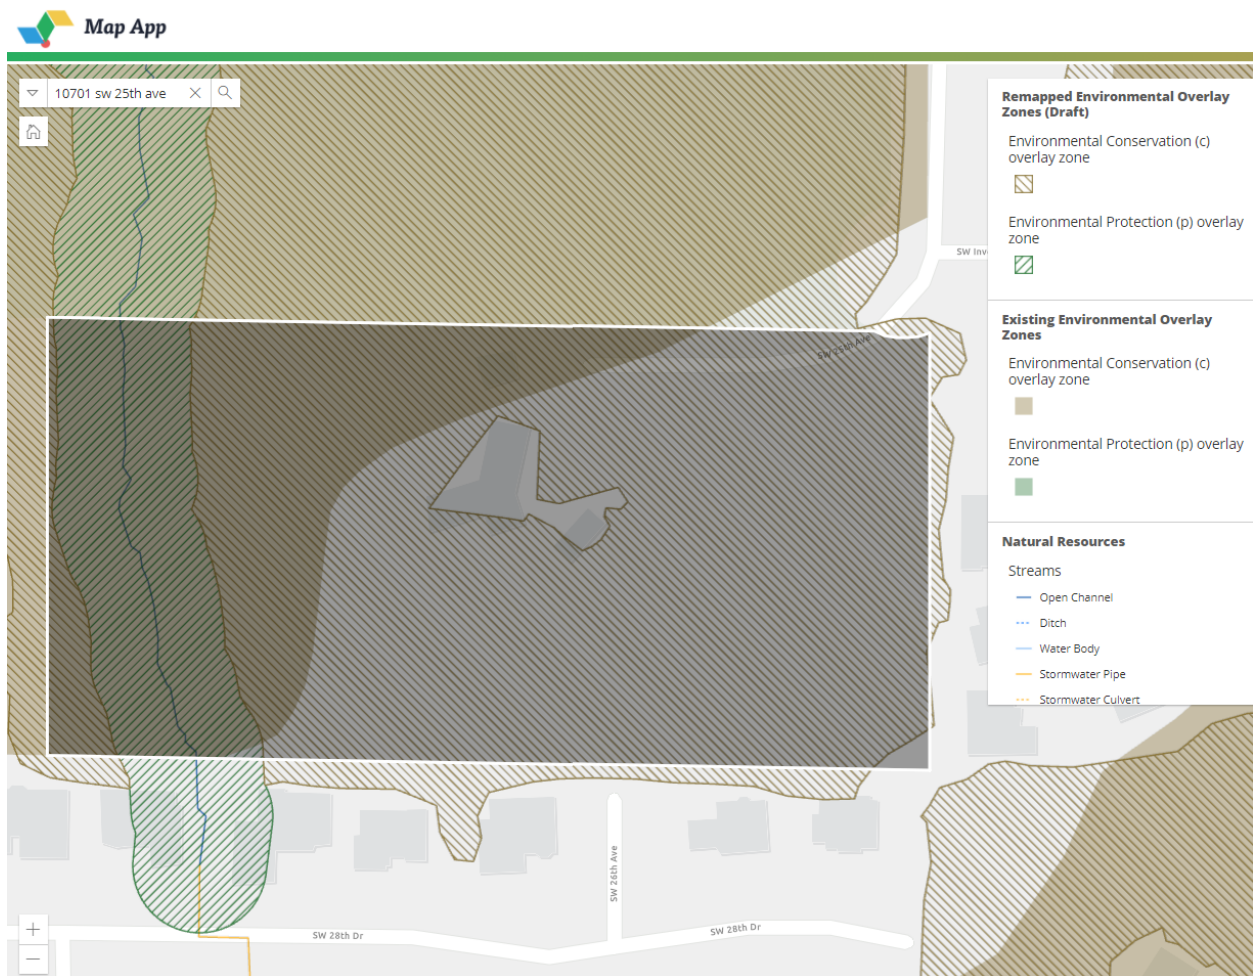 Map App
10701 sw 25th ave
Remapped Environmental Overlay
Zones (Draft)
Environmental Conservation (c)
overlay zone
Environmental Protection (p) overlay
zone
Existing Environmental Overlay
Zones
Environmental Conservation (c)
overlay zone
Environmental Protection (p) overlay
zone
Natural Resources
Streams
Open Channel
Ditch
Water Body
Stormwater Pipe
Stormwater Culvert
SW Inv
SW 25th Ave
SW 26th Ave
SW 28th Dr
SW 28th Dr